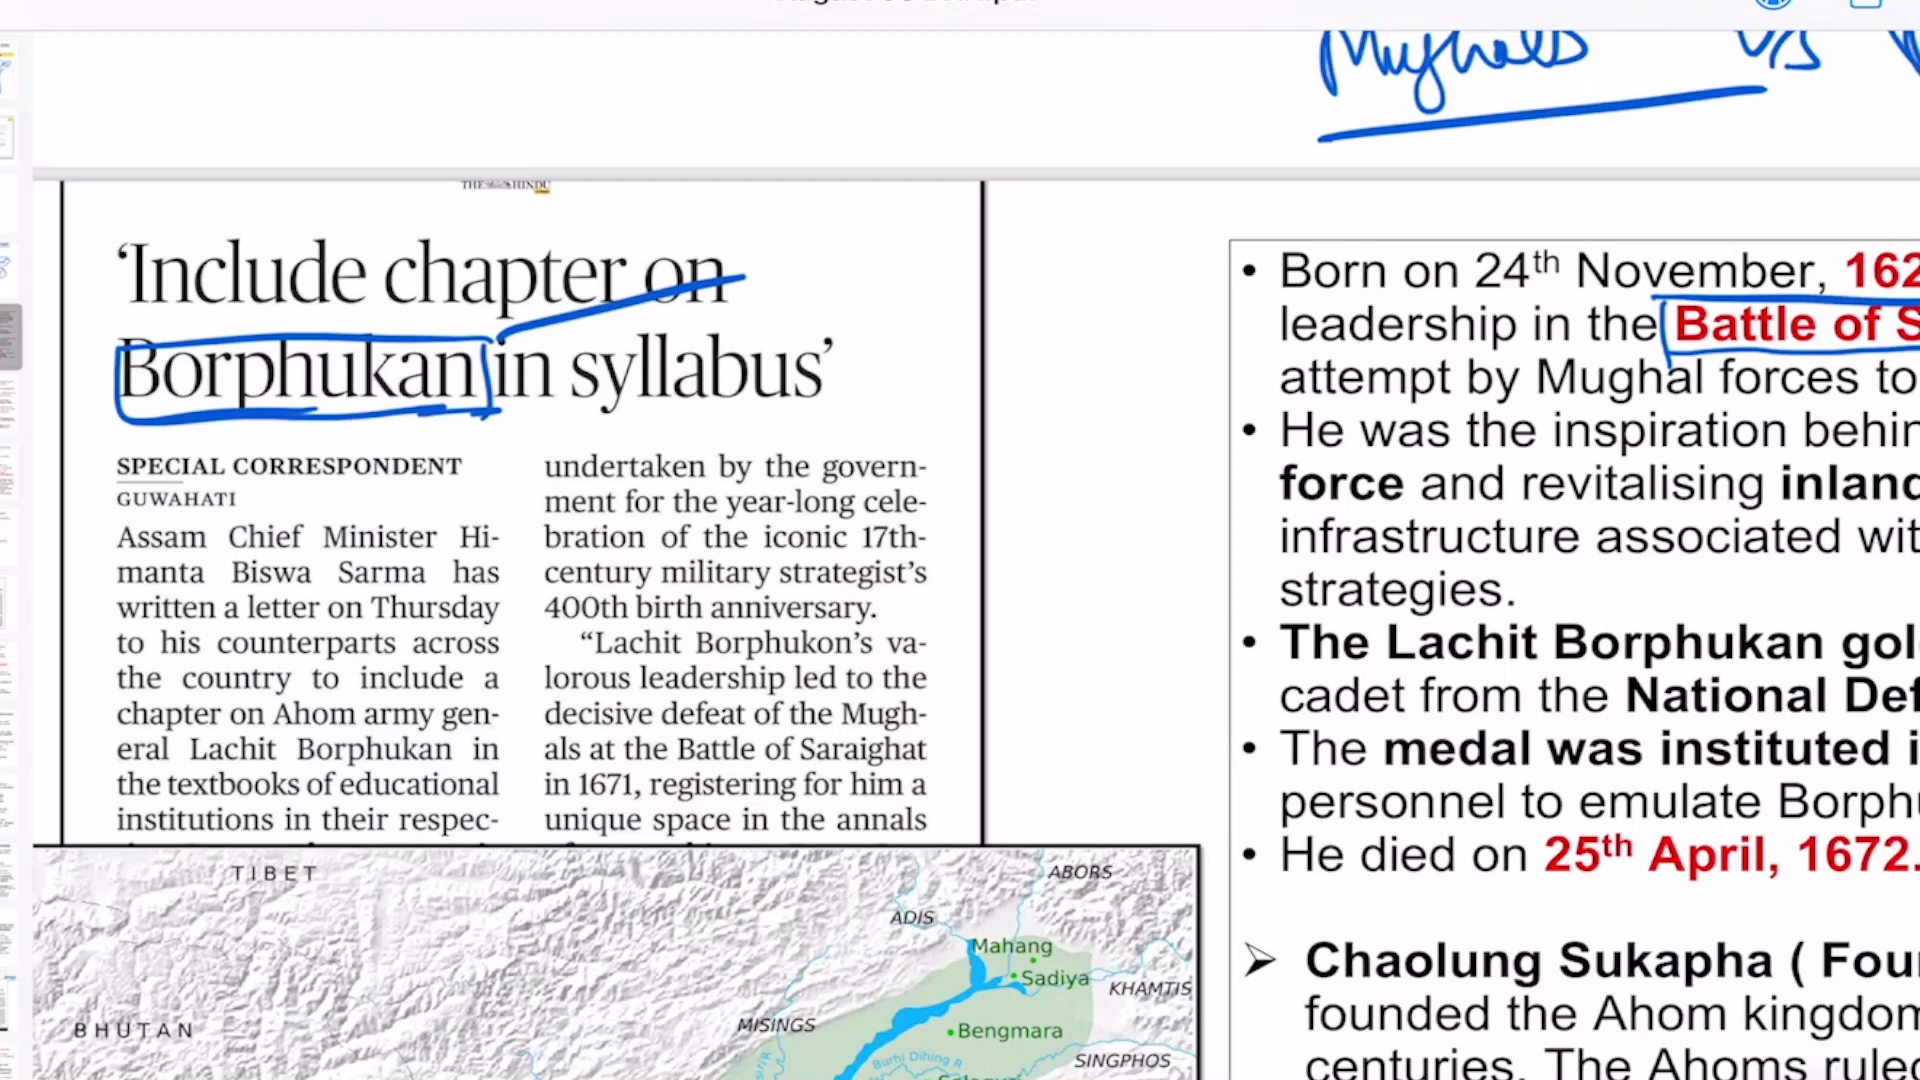 Mughals vs
THE HINDU
‘Include chapter on
Borphukan in syllabus’
SPECIAL CORRESPONDENT
GUWAHATI
Assam Chief Minister Hi-
manta Biswa Sarma has
written a letter on Thursday
to his counterparts across
the country to include a
chapter on Ahom army gen-
eral Lachit Borphukan in
the textbooks of educational
institutions in their respec-
undertaken by the govern-
ment for the year-long cele-
bration of the iconic 17th-
century military strategist’s
400th birth anniversary.
“Lachit Borphukon’s va-
lorous leadership led to the
decisive defeat of the Mugh-
als at the Battle of Saraighat
in 1671, registering for him a
unique space in the annals
• Born on 24th November, 162
leadership in the Battle of S
attempt by Mughal forces to
• He was the inspiration behin
force and revitalising inland
infrastructure associated wit
strategies.
• The Lachit Borphukan gol
cadet from the National Def
• The medal was instituted i
personnel to emulate Borph
• He died on 25th April, 1672.
➢ Chaolung Sukapha ( Fou
founded the Ahom kingdom
centuries. The Ahoms ruled
TIBET
ABORS
ADIS
Mahang
Sadiya
KHAMTIS
MISINGS
BHUTAN
Bengmara
Burhi Dihing R
SINGPHOS